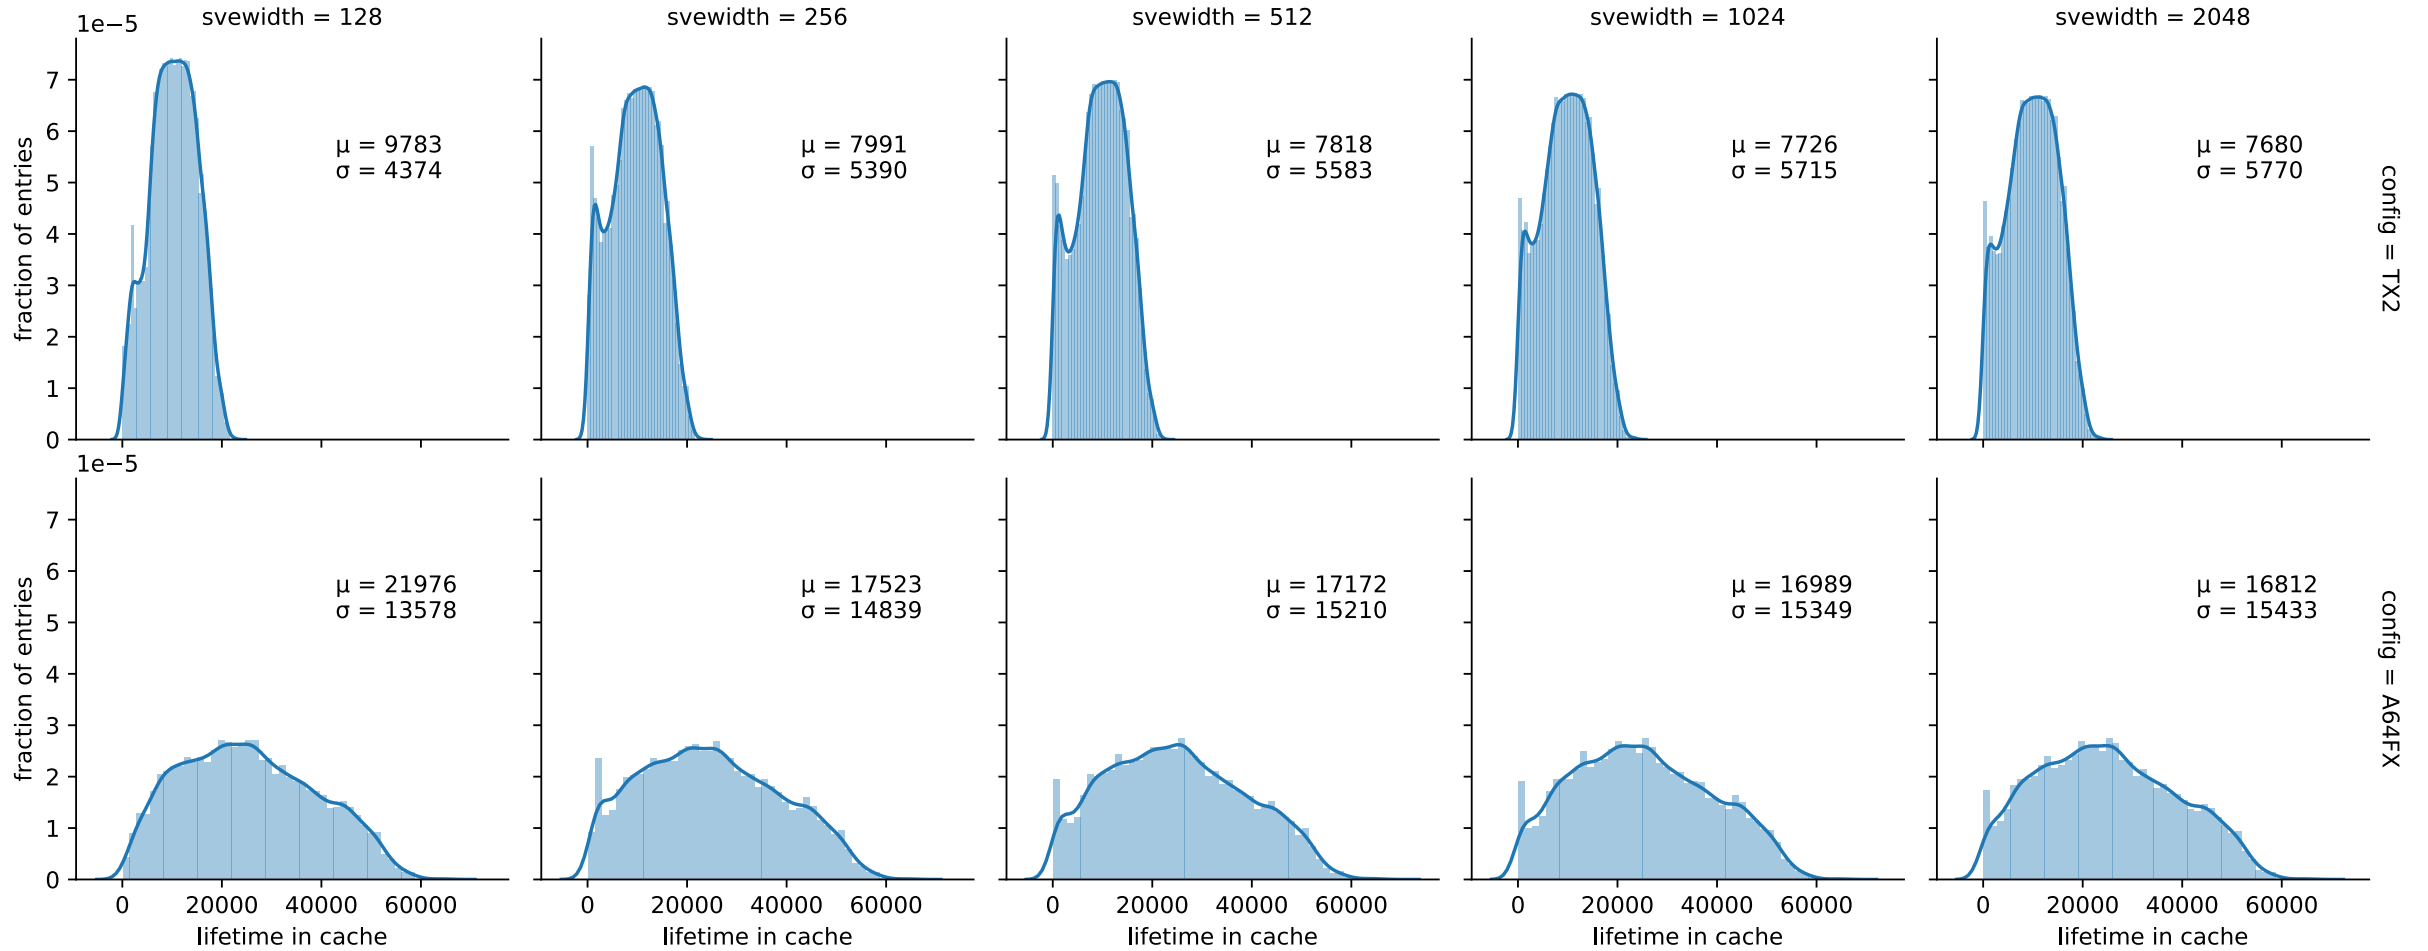 svewidth = 128
svewidth = 256
svewidth = 512
svewidth = 1024
svewidth = 2048
1e−5
7
6
5
4
3
2
1
0
fraction of entries
μ = 9783
σ = 4374
μ = 7991
σ = 5390
μ = 7818
σ = 5583
μ = 7726
σ = 5715
μ = 7680
σ = 5770
config = TX2
1e−5
7
6
5
4
3
2
1
0
fraction of entries
μ = 21976
σ = 13578
μ = 17523
σ = 14839
μ = 17172
σ = 15210
μ = 16989
σ = 15349
μ = 16812
σ = 15433
config = A64FX
0 20000 40000 60000
0 20000 40000 60000
0 20000 40000 60000
0 20000 40000 60000
0 20000 40000 60000
lifetime in cache
lifetime in cache
lifetime in cache
lifetime in cache
lifetime in cache